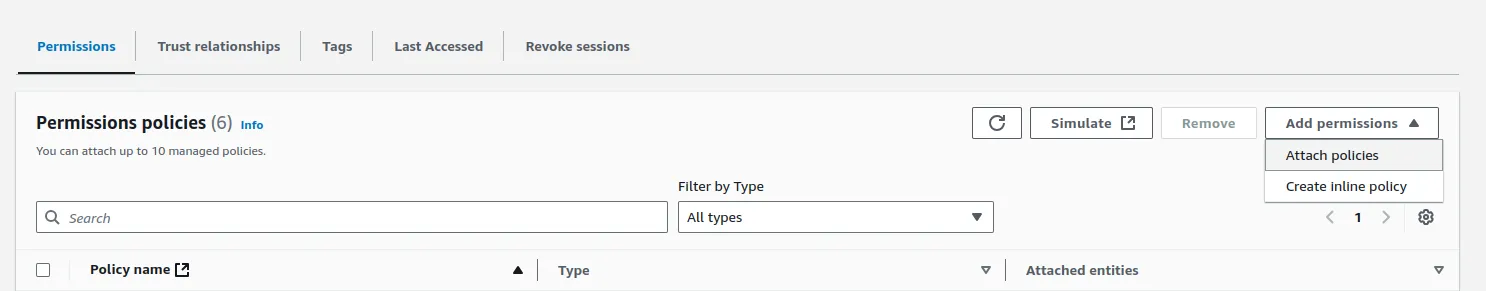 Permissions
Trust relationships
Tags
Last Accessed
Revoke sessions
Permissions policies (6) Info
You can attach up to 10 managed policies.
Simulate
Remove
Add permissions
Attach policies
Create inline policy
Filter by Type
Search
All types
1
Policy name
Type
Attached entities